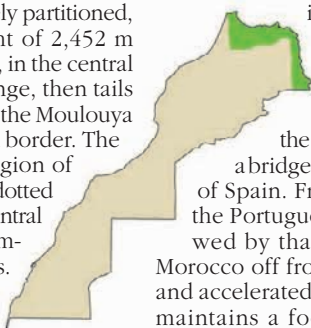 ly partitioned,
nt of 2,452 m
, in the central
nge, then tails
the Moulouya
border. The
gion of
dotted
ntral
m-
s.
i
the
abridge
of Spain. Fr
the Portugue
wed by tha
Morocco off fro
and accelerated
maintains a fo